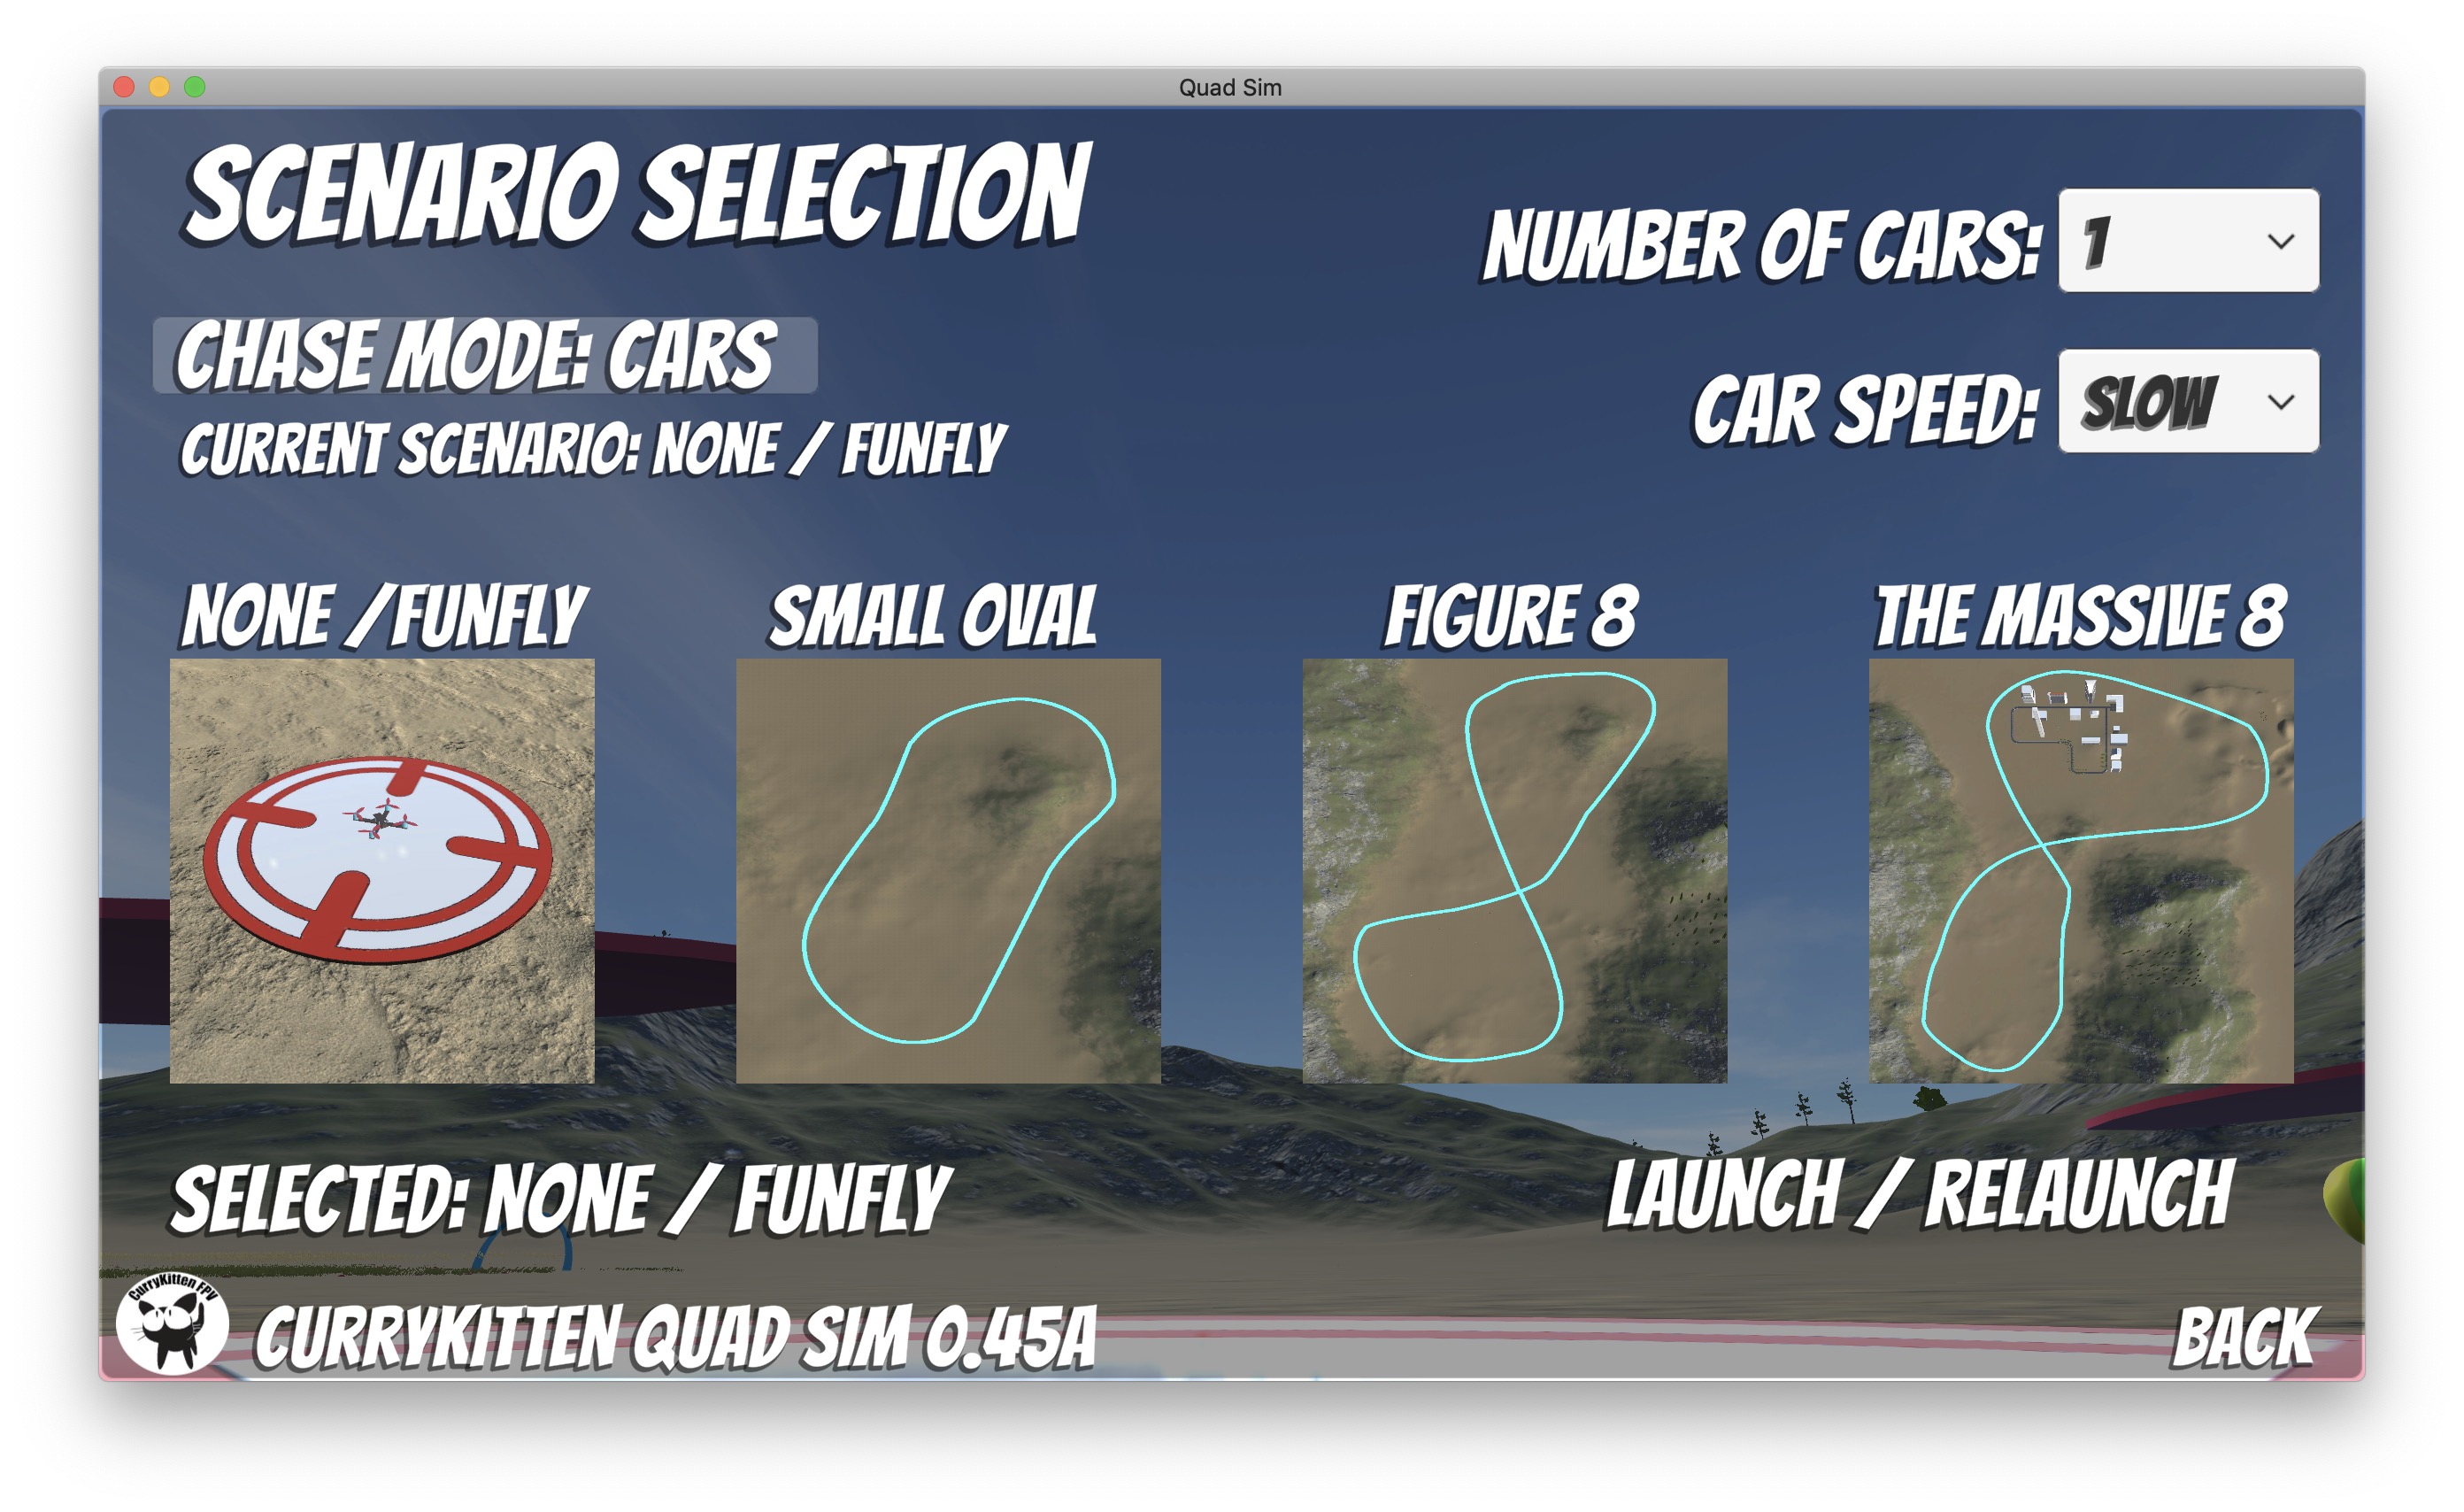 Quad Sim
SCENARIO SELECTION
NUMBER OF CARS: 1
CHASE MODE: CARS
CAR SPEED: SLOW
CURRENT SCENARIO: NONE / FUNFLY
NONE /FUNFLY
SMALL OVAL
FIGURE 8
THE MASSIVE 8
SELECTED: NONE / FUNFLY
LAUNCH / RELAUNCH
CurryKitten FPV
CURRYKITTEN QUAD SIM 0.45A
BACK